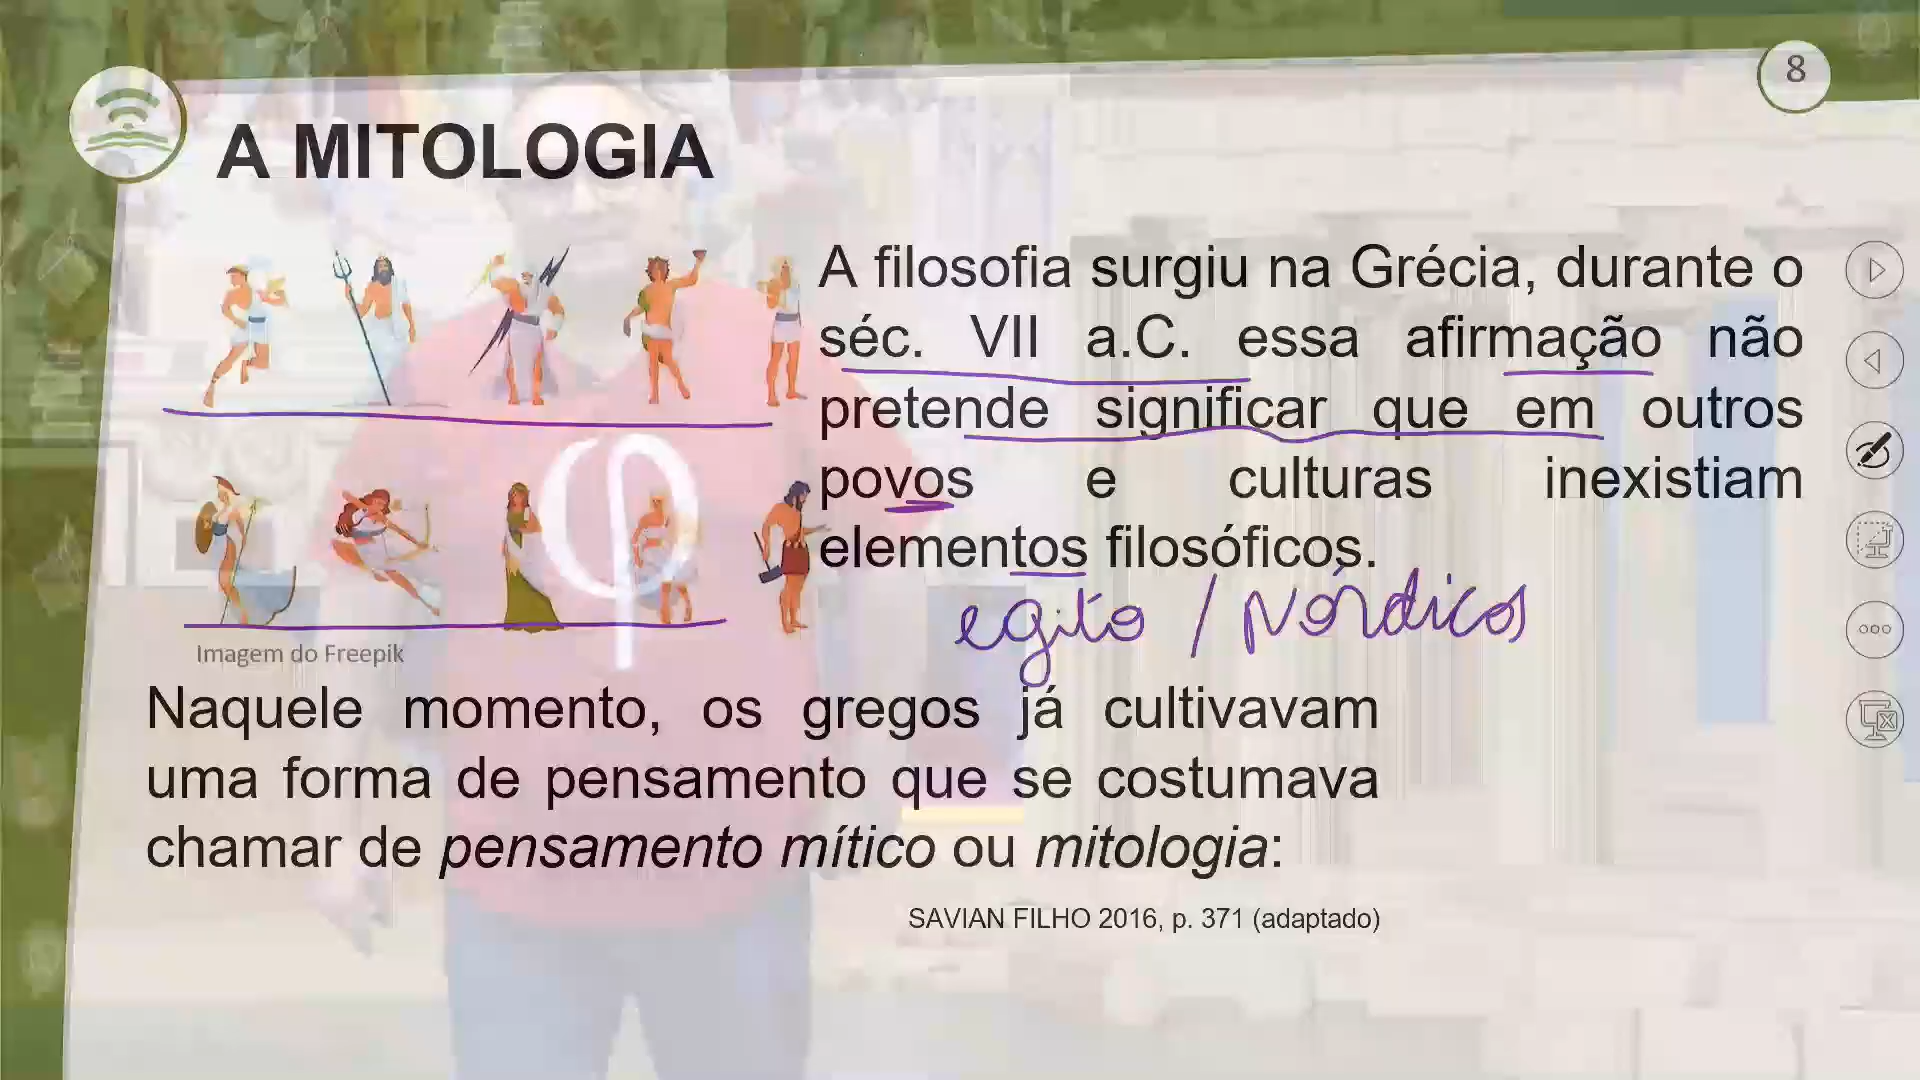 8
A MITOLOGIA
A filosofia surgiu na Grécia, durante o
séc. VII a.C. essa afirmação não
pretende significar que em outros
povos e culturas inexistiam
elementos filosóficos.
egito / Nórdicos
φ
Imagem do Freepik
Naquele momento, os gregos já cultivavam
uma forma de pensamento que se costumava
chamar de pensamento mítico ou mitologia:
SAVIAN FILHO 2016, p. 371 (adaptado)